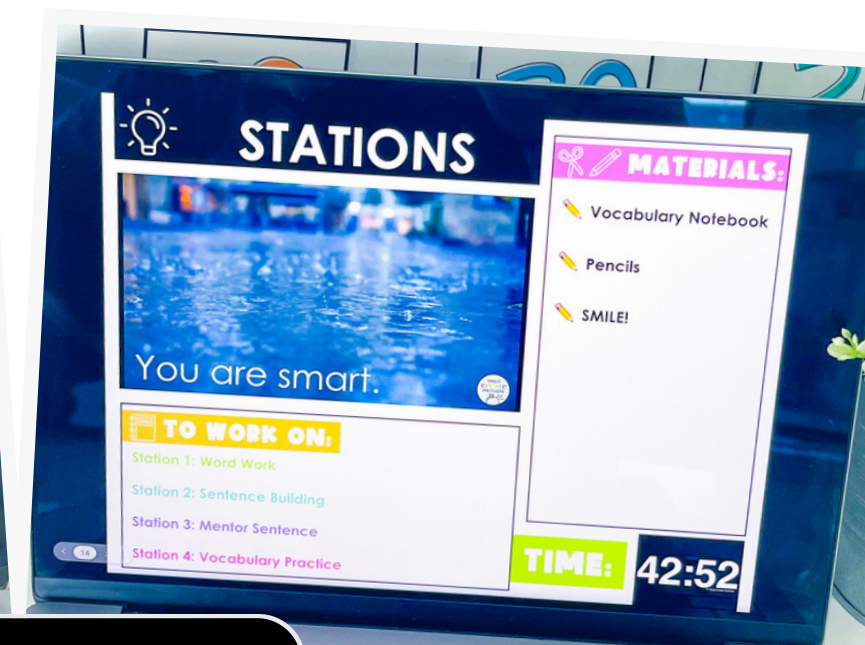 STATIONS
You are smart.
MATERIALS:
Vocabulary Notebook
Pencils
SMILE!
TO WORK ON:
Station 1: Word Work
Station 2: Sentence Building
Station 3: Mentor Sentence
Station 4: Vocabulary Practice
14
TIME:
42:52